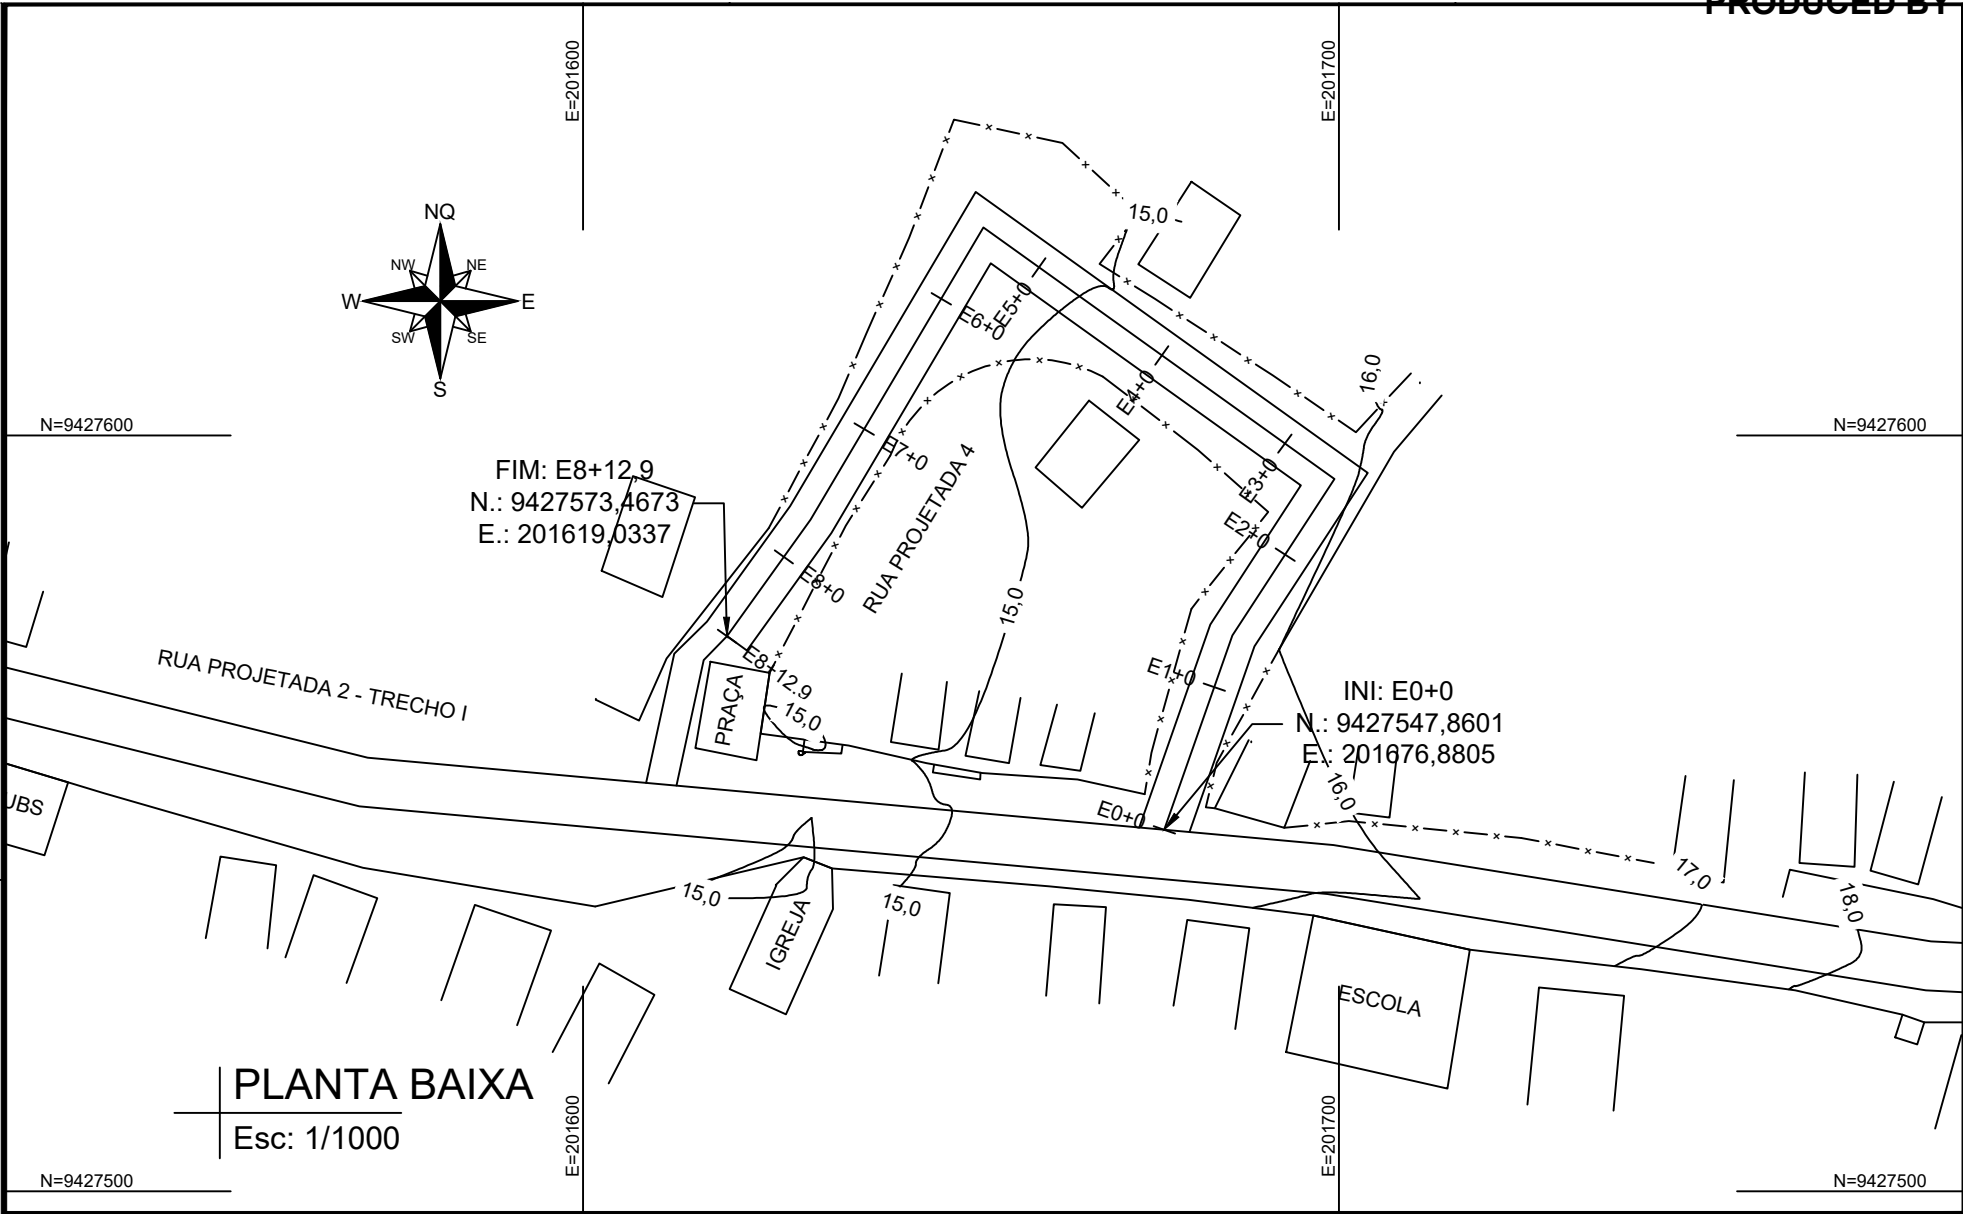 PRODUCED BY
E=201600
E=201700
15,0
NQ
NW
NE
W
E
SW
SE
S
E5+0
E6+0
16,0
E4+0
N=9427600
N=9427600
E7+0
RUA PROJETADA 4
E3+0
FIM: E8+12,9
N.: 9427573,4673
E.: 201619,0337
E2+0
E8+0
15,0
RUA PROJETADA 2 - TRECHO I
E8+12.9
E1+0
PRAÇA
15,0
INI: E0+0
N.: 9427547,8601
E.: 201676,8805
16,0
UBS
E0+0
17,0
15,0
15,0
18,0
IGREJA
ESCOLA
PLANTA BAIXA
Esc: 1/1000
E=201600
E=201700
N=9427500
N=9427500